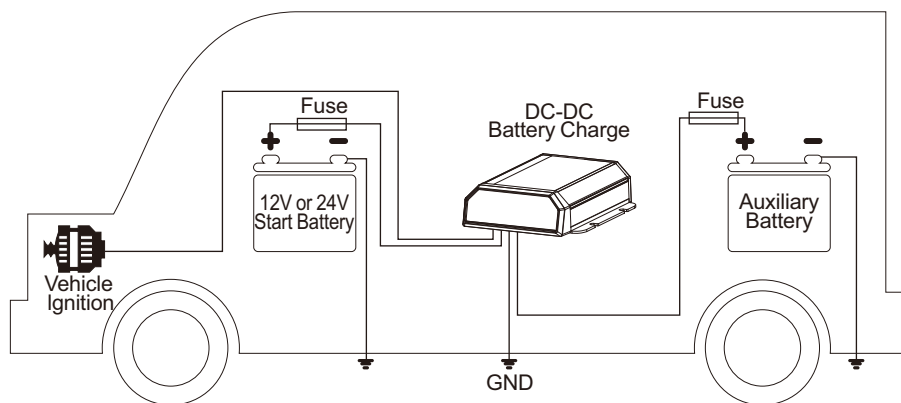 Fuse
DC-DC
Battery Charge
Fuse
+ -
+ -
12V or 24V
Start Battery
Auxiliary
Battery
Vehicle
Ignition
GND